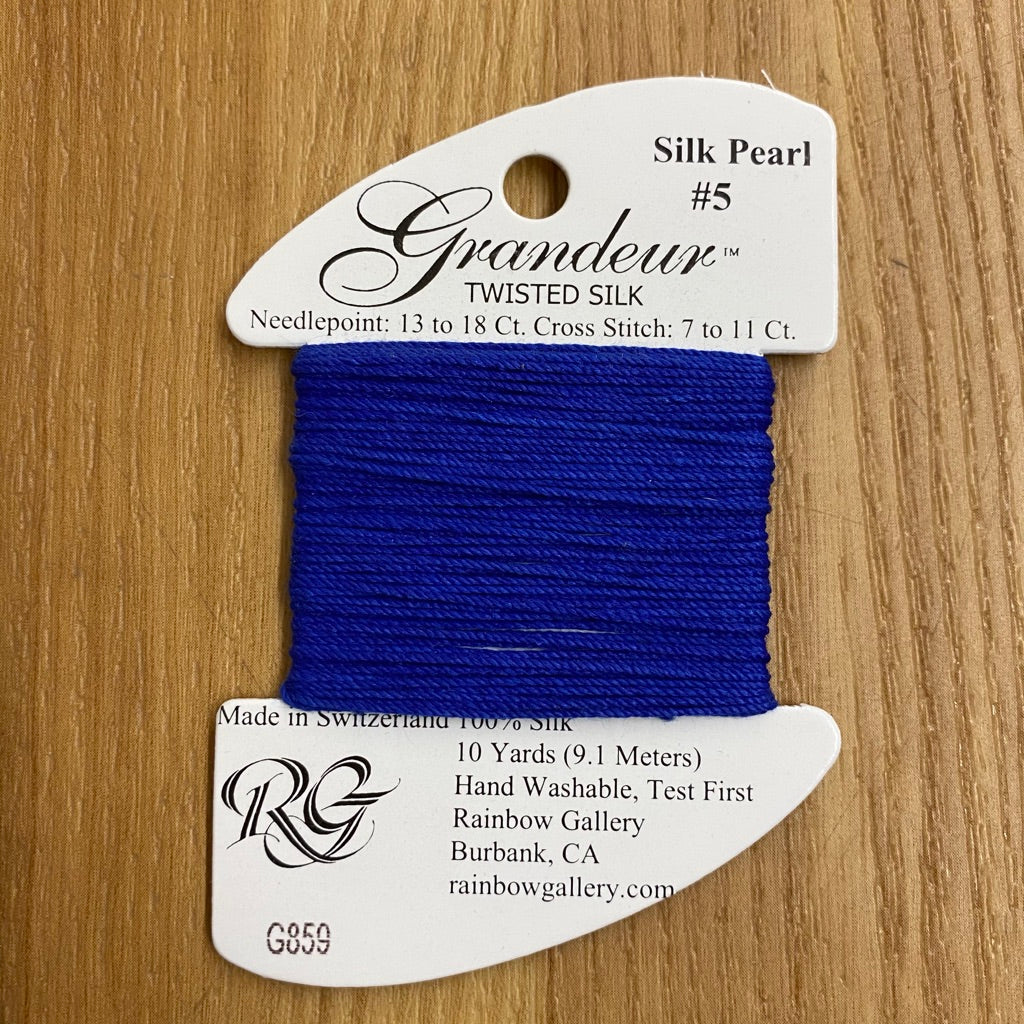 Silk Pearl
#5
Grandeur™
TWISTED SILK
Needlepoint: 13 to 18 Ct. Cross Stitch: 7 to 11 Ct.
Made in Switzerland 100% Silk
10 Yards (9.1 Meters)
Hand Washable, Test First
RG
Rainbow Gallery
Burbank, CA
rainbowgallery.com
G859